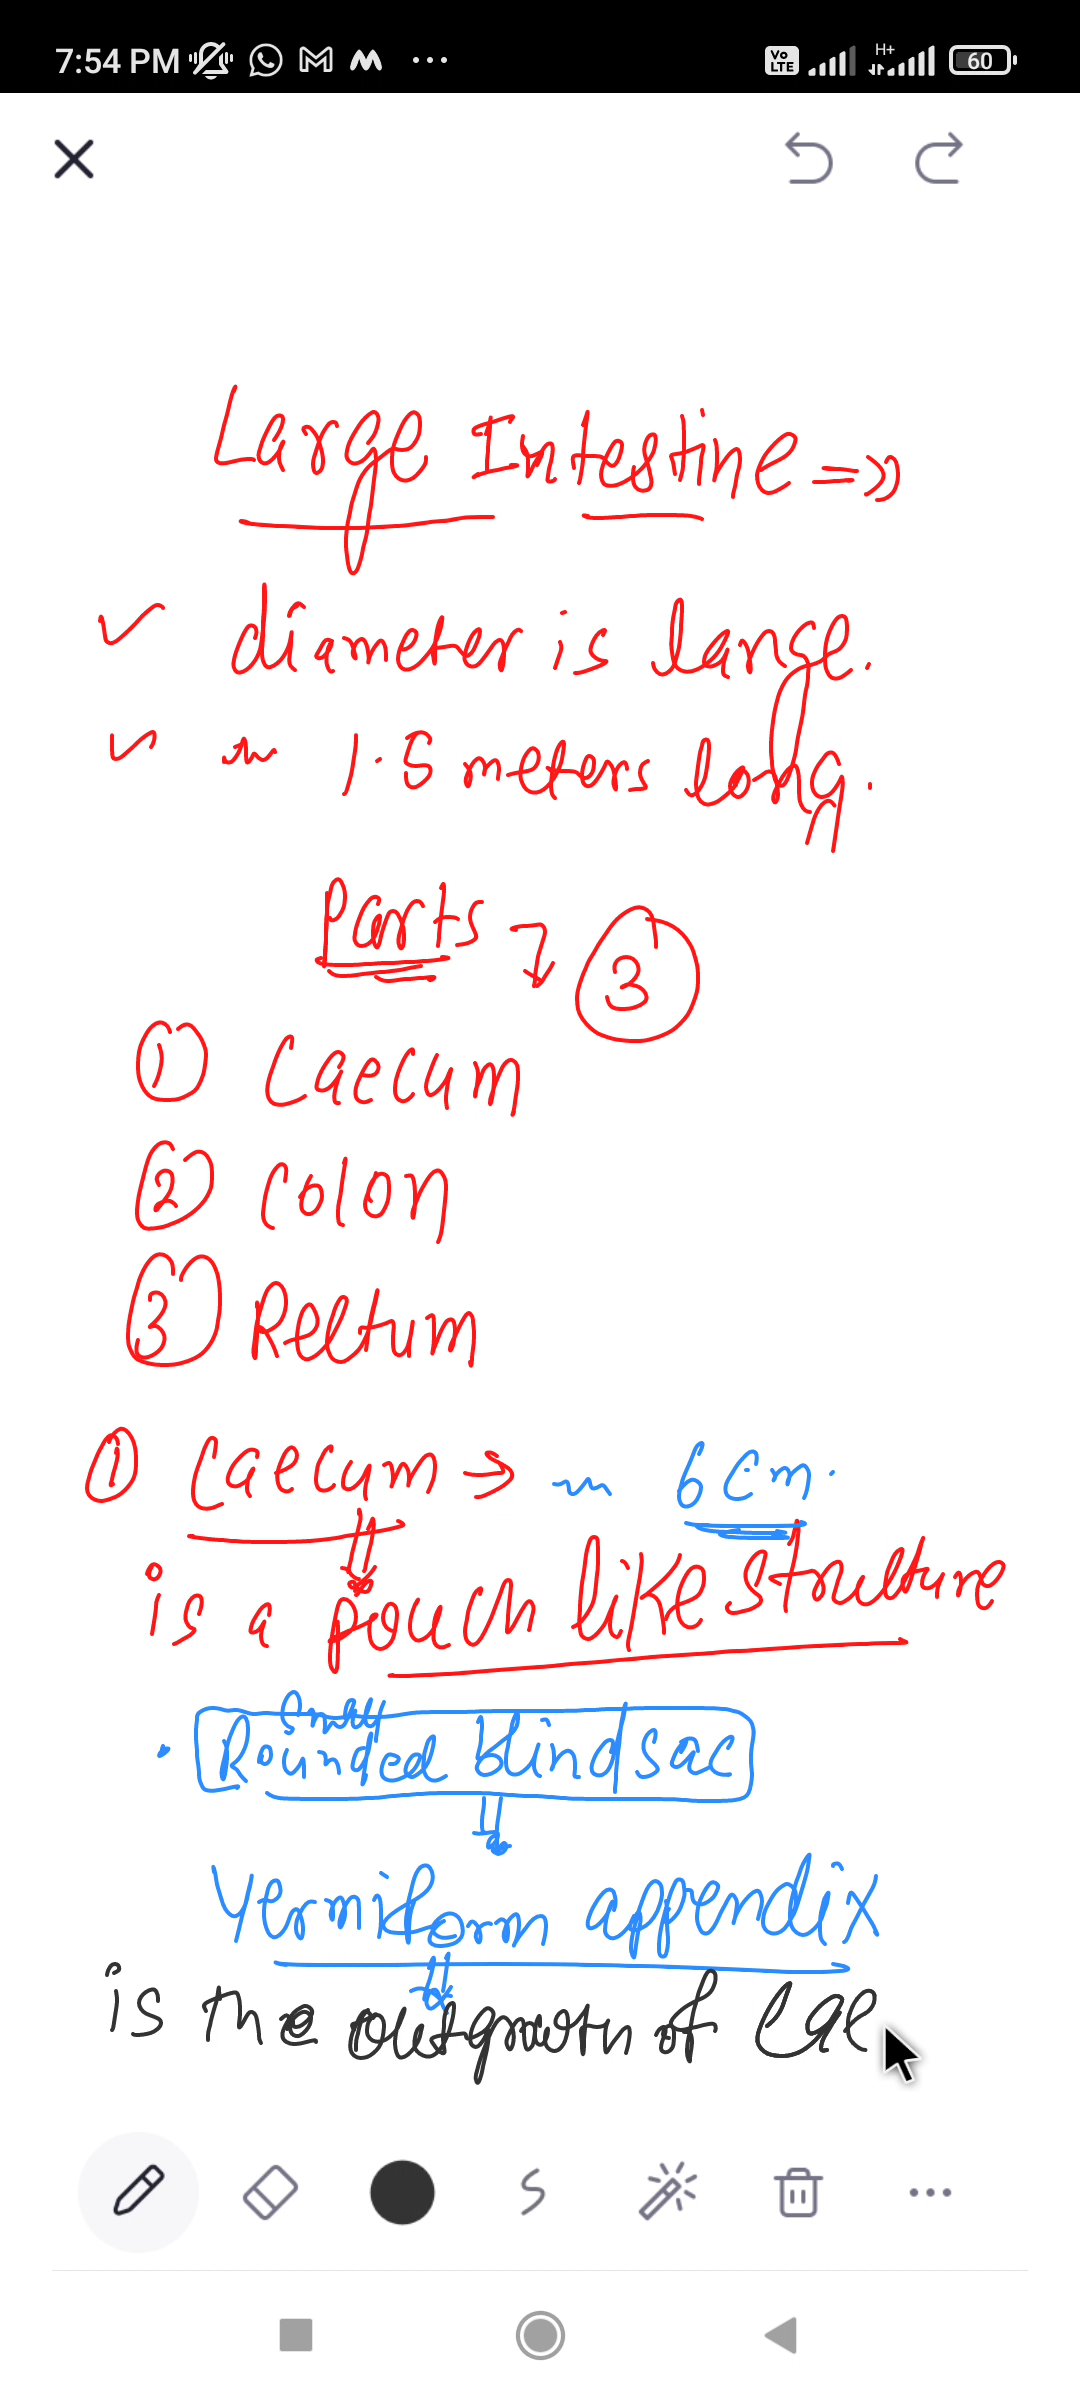 7:54 PM
Vo LTE H+ 60
Large Intestine =>>
✓ diameter is large.
✓ ~ 1.5 meters long.
Parts ↴ 3
① Caecum
② Colon
③ Rectum
① Caecum → ~ 6 cm.
is a pouch like structure
Small
• Rounded blind sac
Vermiform appendix
is the outgrowth of Cae